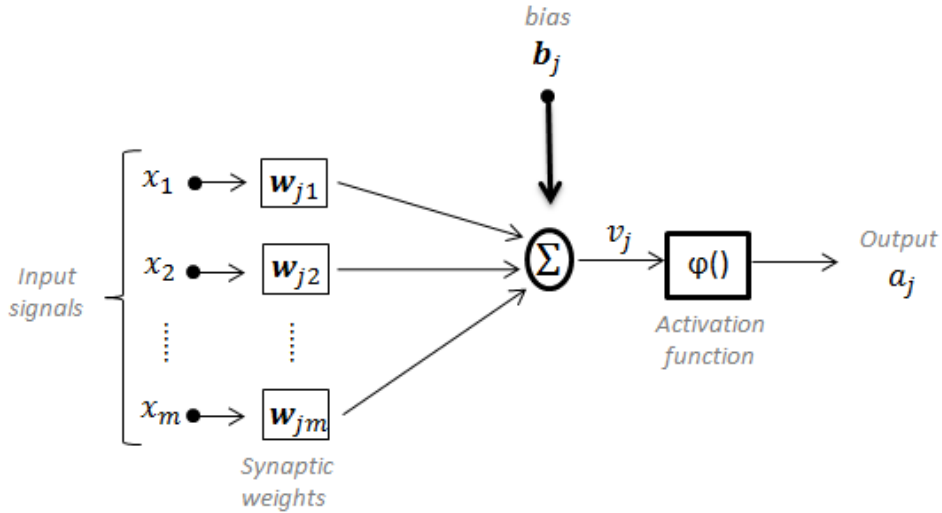 bias
b_j
x_1
w_j1
x_2
w_j2
Input
signals
x_m
w_jm
Synaptic
weights
Σ
v_j
φ()
Activation
function
Output
a_j